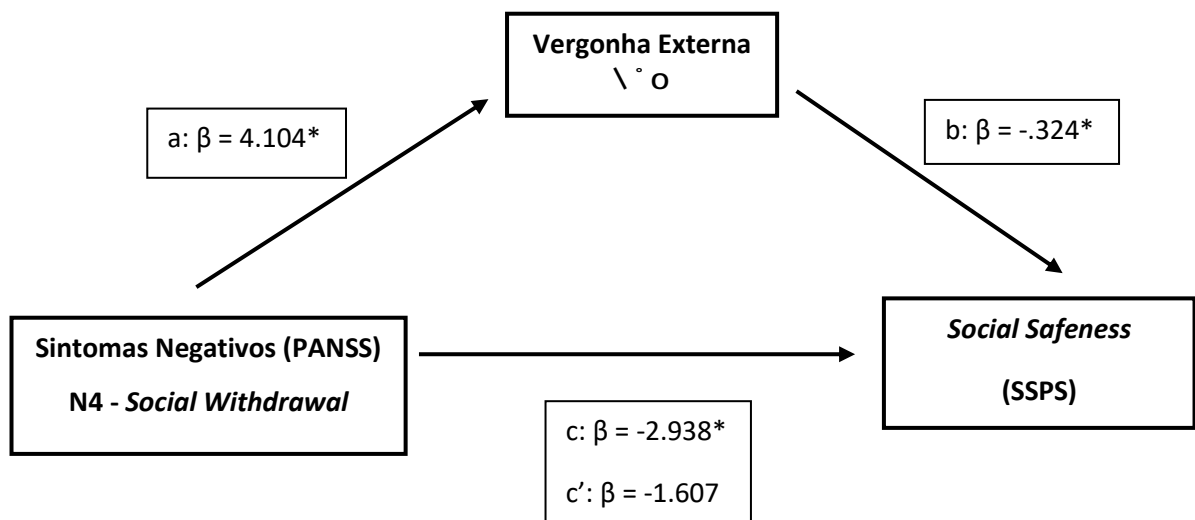 Vergonha Externa
a: β = 4.104*
b: β = -.324*
Sintomas Negativos (PANSS)
N4 - Social Withdrawal
Social Safeness
(SSPS)
c: β = -2.938*
c’: β = -1.607